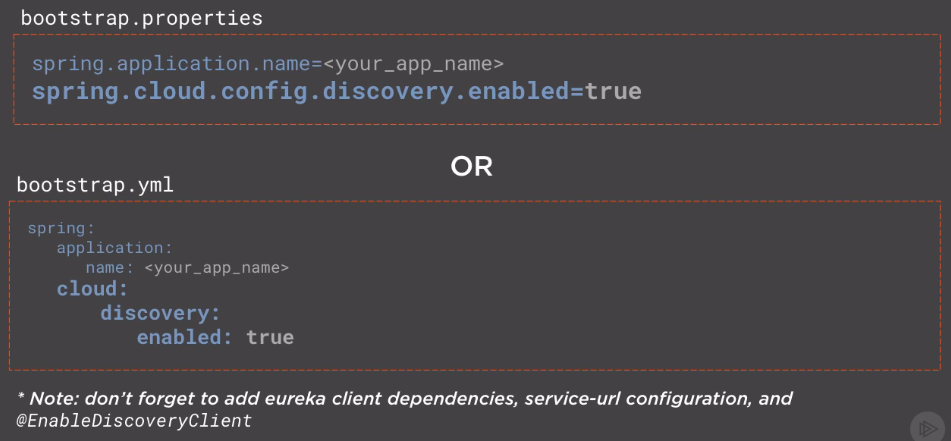 bootstrap.properties
spring.application.name=<your_app_name>
spring.cloud.config.discovery.enabled=true
OR
bootstrap.yml
spring:
   application:
      name: <your_app_name>
   cloud:
      discovery:
         enabled: true
* Note: don't forget to add eureka client dependencies, service-url configuration, and
@EnableDiscoveryClient